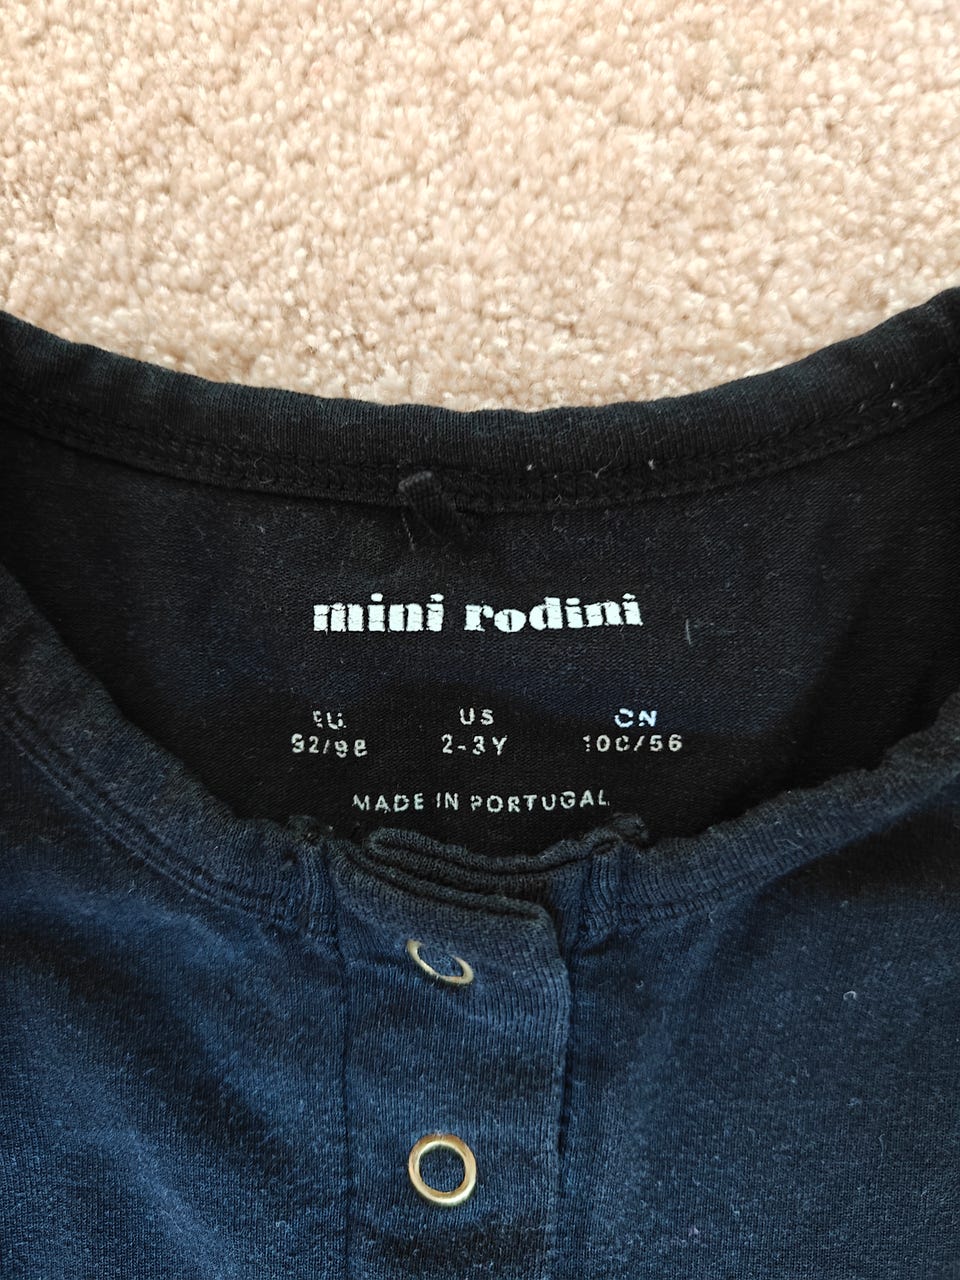 mini rodini
EU US CN
92/98 2-3Y 100/56
MADE IN PORTUGAL